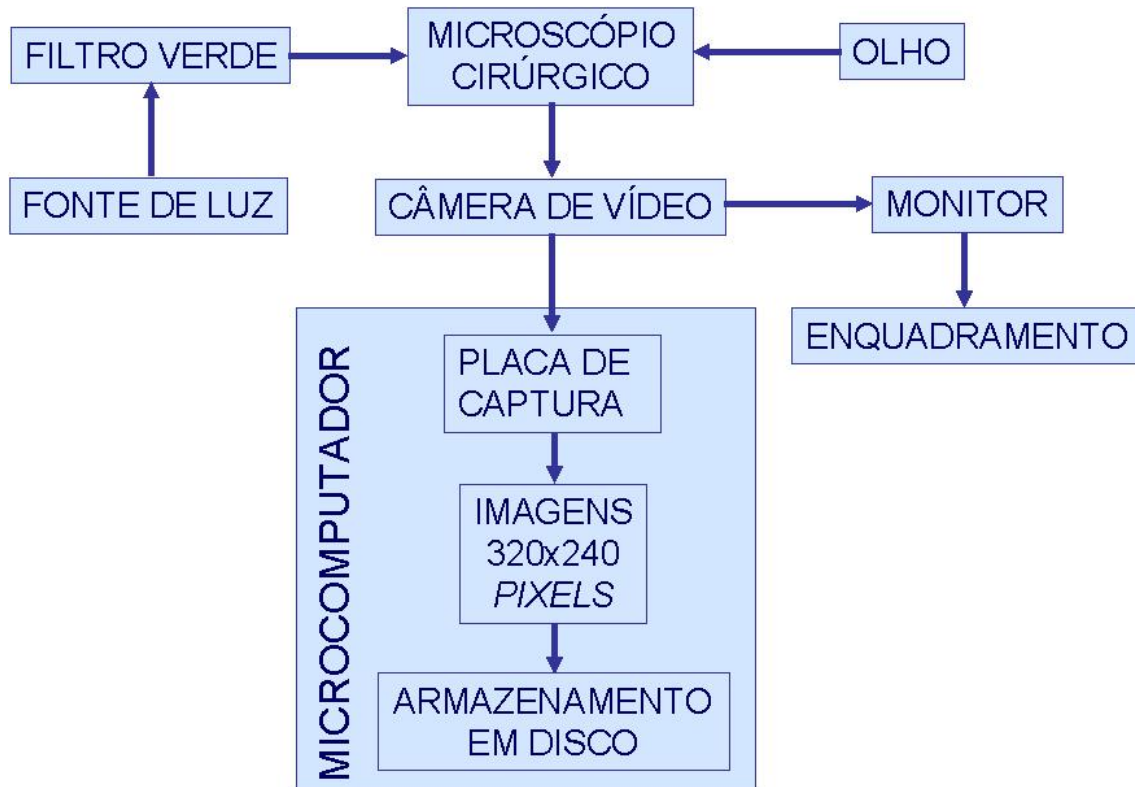 FILTRO VERDE
MICROSCÓPIO
CIRÚRGICO
OLHO
FONTE DE LUZ
CÂMERA DE VÍDEO
MONITOR
ENQUADRAMENTO
MICROCOMPUTADOR
PLACA DE
CAPTURA
IMAGENS
320x240
PIXELS
ARMAZENAMENTO
EM DISCO